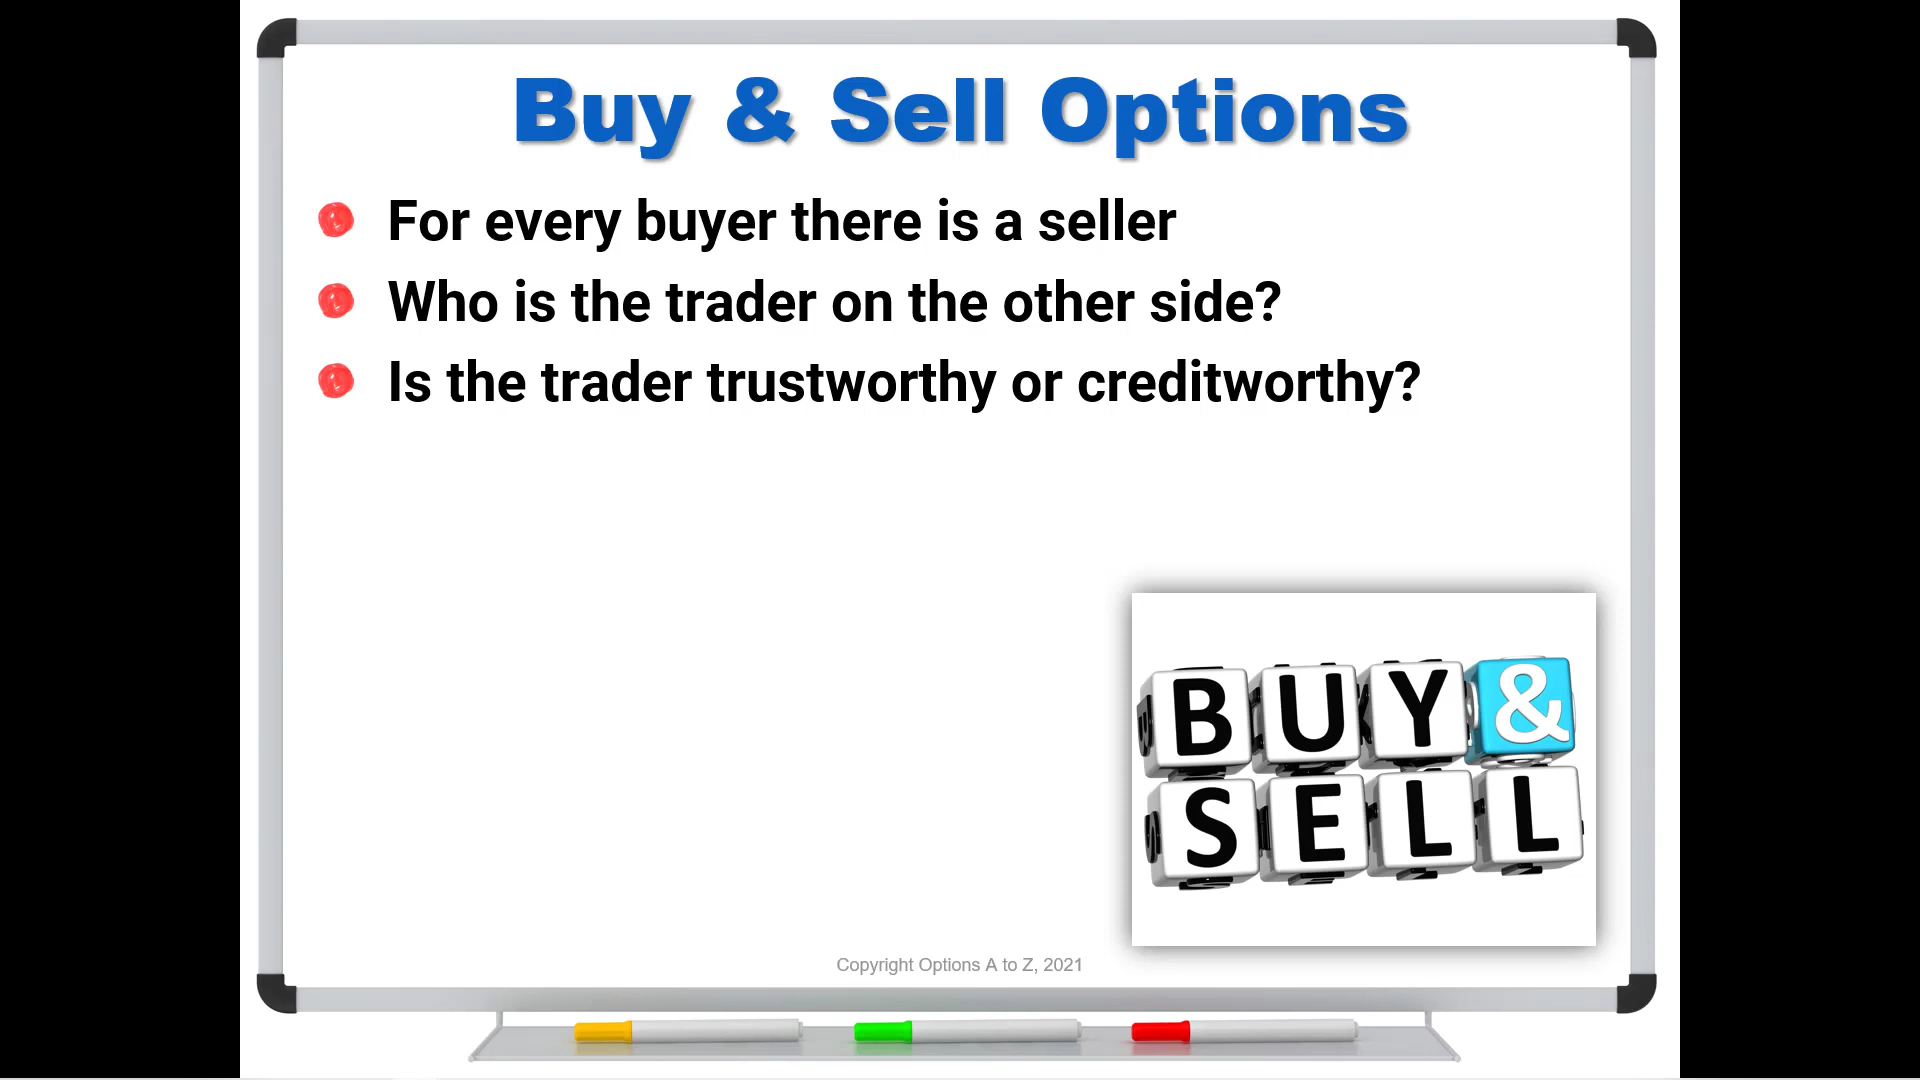 Buy & Sell Options
For every buyer there is a seller
Who is the trader on the other side?
Is the trader trustworthy or creditworthy?
BUY&
SELL
Copyright Options A to Z, 2021